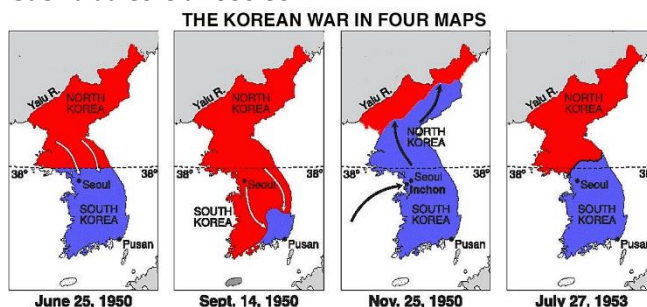 THE KOREAN WAR IN FOUR MAPS
Yalu R.
NORTH
KOREA
38°
Seoul
SOUTH
KOREA
Pusan
June 25, 1950
Yalu R.
NORTH
KOREA
38°
38°
Seoul
SOUTH
KOREA
Pusan
Sept. 14, 1950
Yalu R.
NORTH
KOREA
38°
38°
Seoul
Inchon
SOUTH
KOREA
Pusan
Nov. 25, 1950
Yalu R.
NORTH
KOREA
38°
38°
Seoul
SOUTH
KOREA
Pusan
July 27, 1953